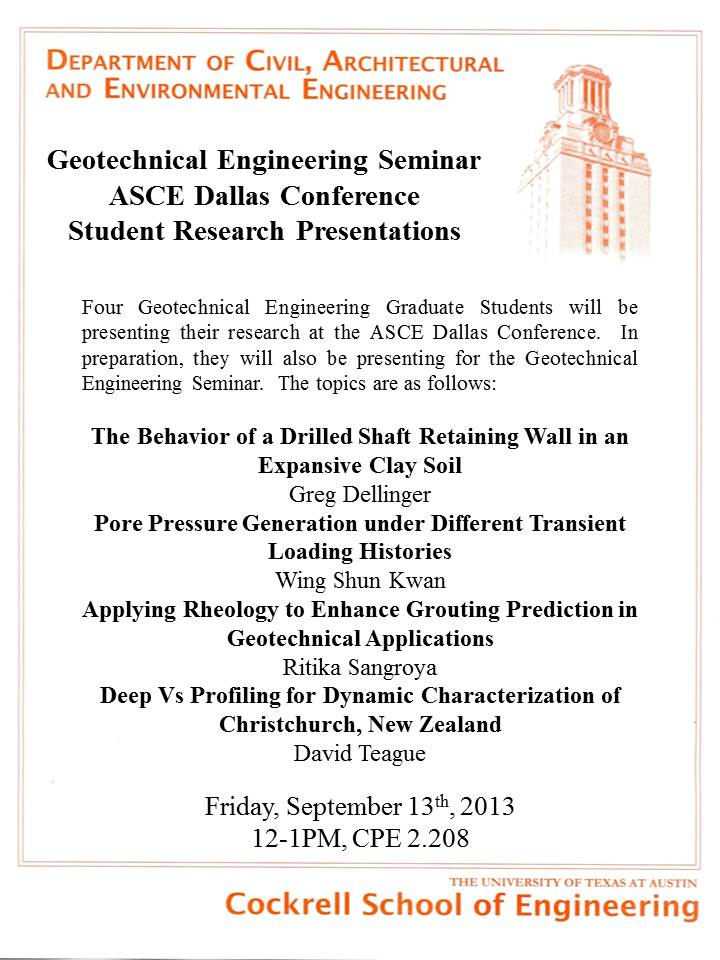 DEPARTMENT OF CIVIL, ARCHITECTURAL
AND ENVIRONMENTAL ENGINEERING
Geotechnical Engineering Seminar
ASCE Dallas Conference
Student Research Presentations
Four Geotechnical Engineering Graduate Students will be
presenting their research at the ASCE Dallas Conference. In
preparation, they will also be presenting for the Geotechnical
Engineering Seminar. The topics are as follows:
The Behavior of a Drilled Shaft Retaining Wall in an
Expansive Clay Soil
Greg Dellinger
Pore Pressure Generation under Different Transient
Loading Histories
Wing Shun Kwan
Applying Rheology to Enhance Grouting Prediction in
Geotechnical Applications
Ritika Sangroya
Deep Vs Profiling for Dynamic Characterization of
Christchurch, New Zealand
David Teague
Friday, September 13th, 2013
12-1PM, CPE 2.208
THE UNIVERSITY OF TEXAS AT AUSTIN
Cockrell School of Engineering